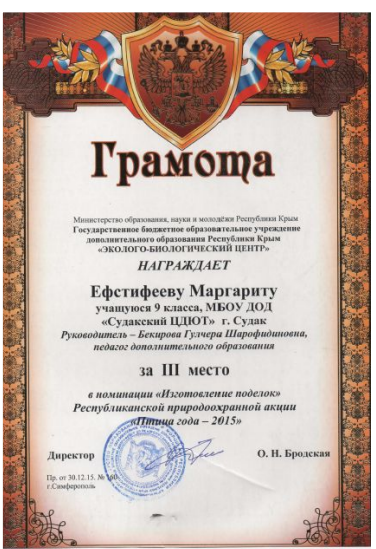 Грамота
Министерство образования, науки и молодёжи Республики Крым
Государственное бюджетное образовательное учреждение
дополнительного образования Республики Крым
«ЭКОЛОГО-БИОЛОГИЧЕСКИЙ ЦЕНТР»
НАГРАЖДАЕТ
Ефстифееву Маргариту
учащуюся 9 класса, МБОУ ДОД
«Судакский ЦДЮТ» г. Судак
Руководитель – Бекирова Гулчера Шарофидиновна,
педагог дополнительного образования
за III место
в номинации «Изготовление поделок»
Республиканской природоохранной акции
«Птица года – 2015»
Директор О. Н. Бродская
Пр. от 30.12.15. №
г.Симферополь